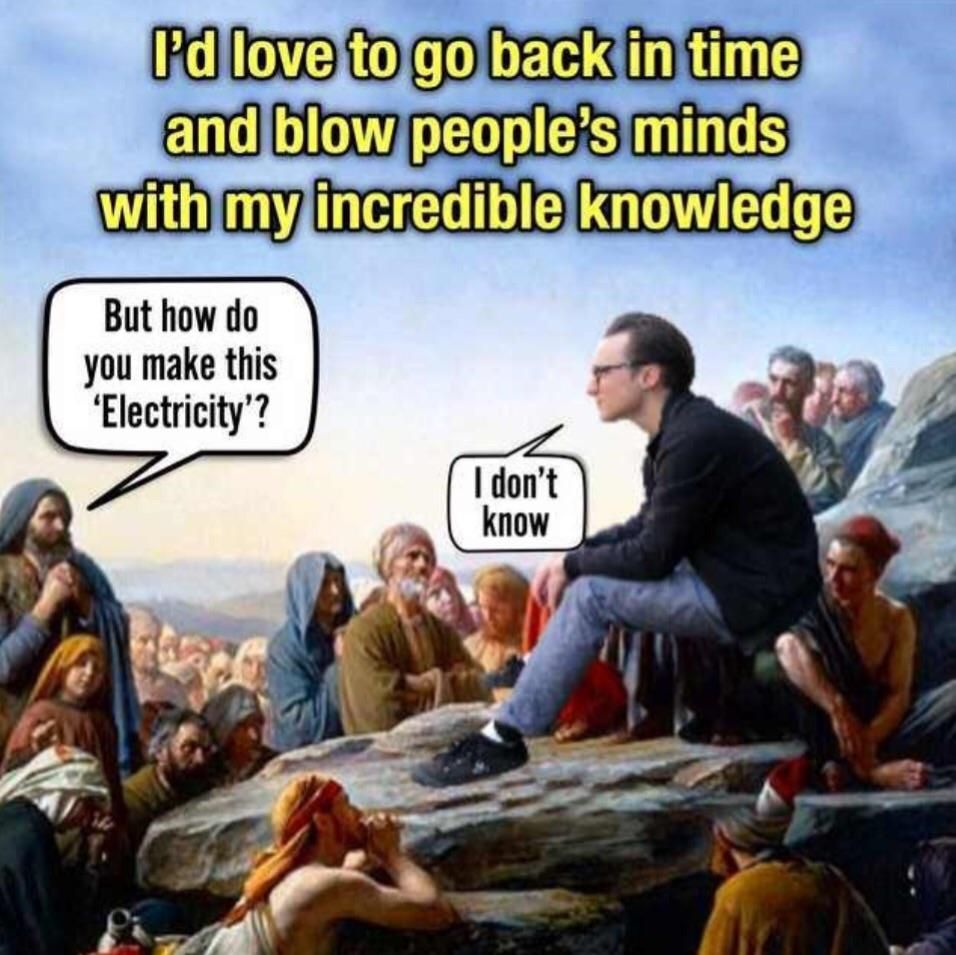 I’d love to go back in time
and blow people’s minds
with my incredible knowledge
But how do
you make this
‘Electricity’?
I don’t
know